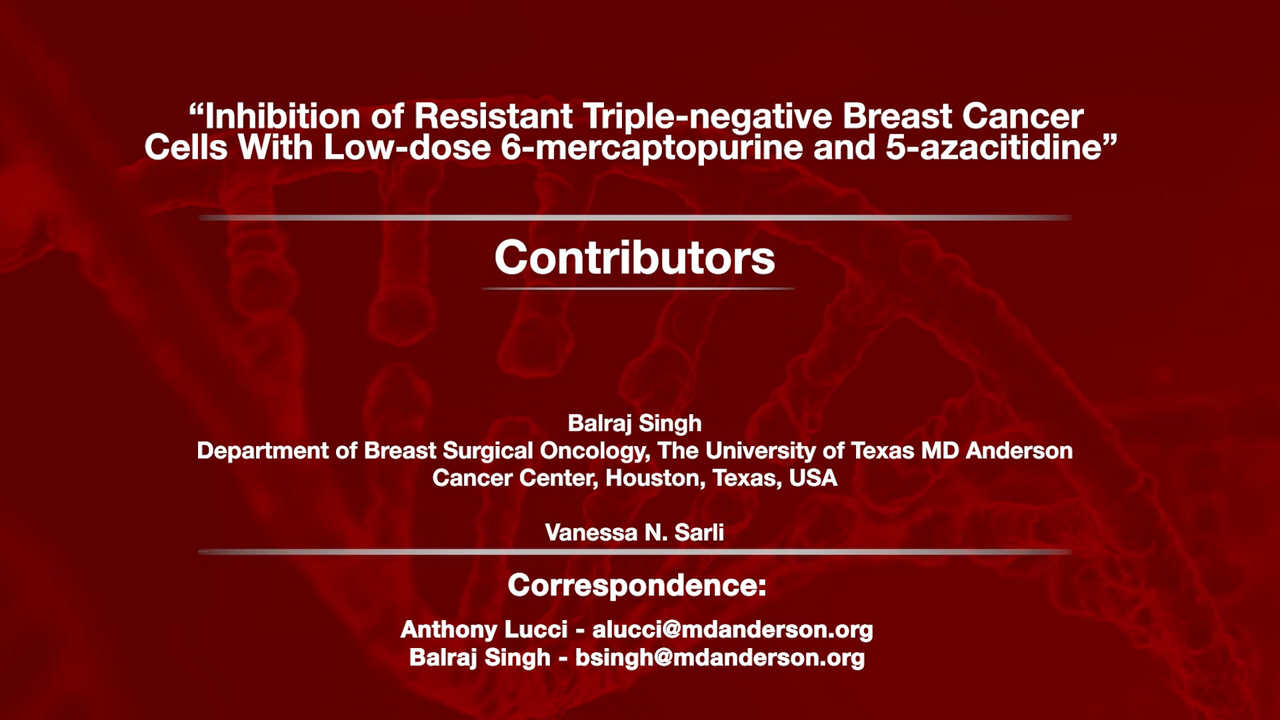 “Inhibition of Resistant Triple-negative Breast Cancer
Cells With Low-dose 6-mercaptopurine and 5-azacitidine”
Contributors
Balraj Singh
Department of Breast Surgical Oncology, The University of Texas MD Anderson
Cancer Center, Houston, Texas, USA
Vanessa N. Sarli
Correspondence:
Anthony Lucci - alucci@mdanderson.org
Balraj Singh - bsingh@mdanderson.org